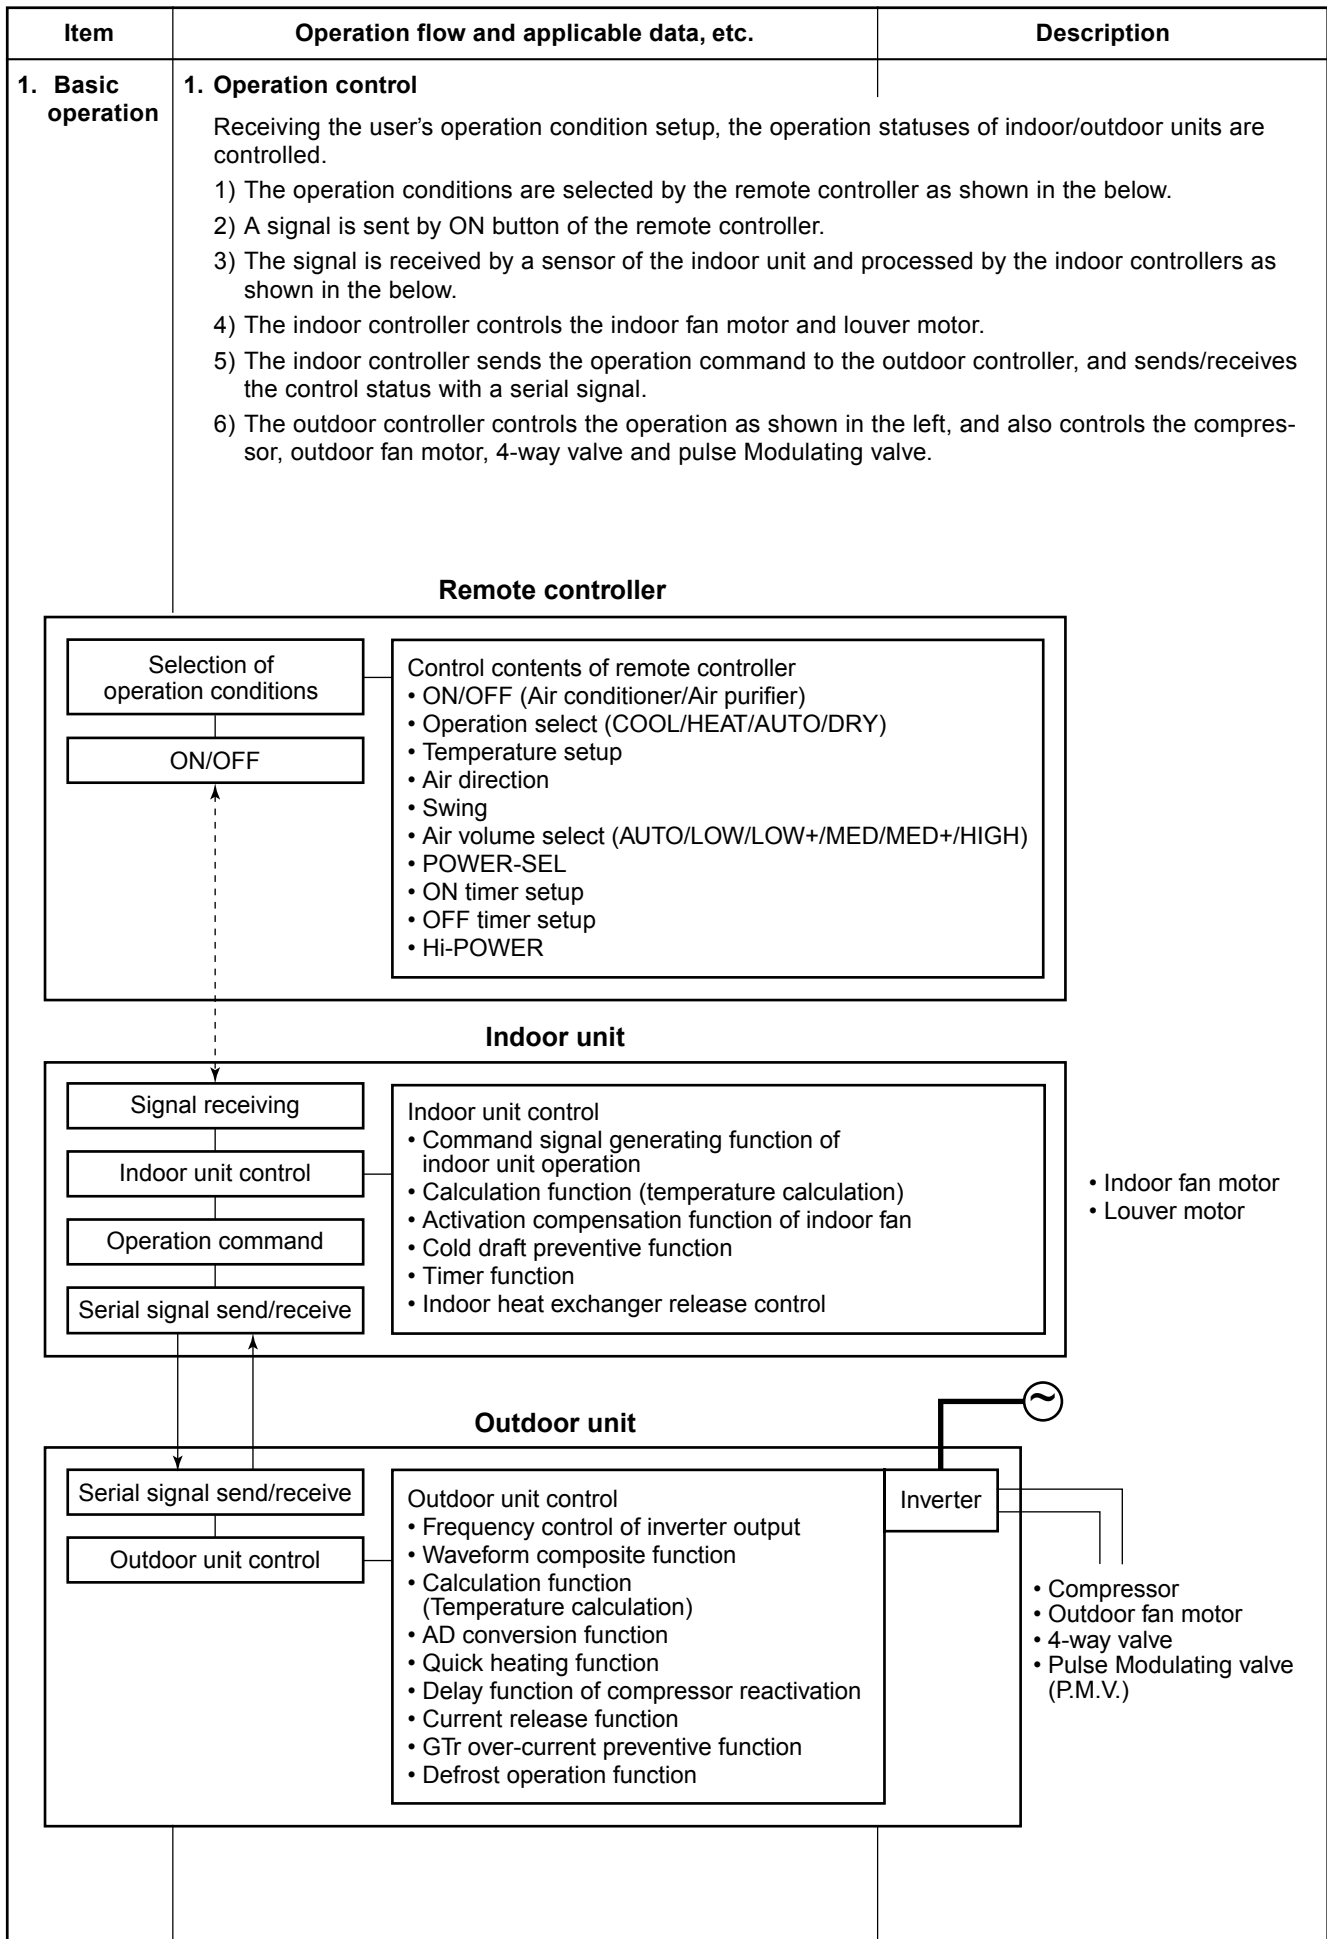 Item
Operation flow and applicable data, etc.
Description
1. Basic
operation
1. Operation control
Receiving the user's operation condition setup, the operation statuses of indoor/outdoor units are
controlled.
1) The operation conditions are selected by the remote controller as shown in the below.
2) A signal is sent by ON button of the remote controller.
3) The signal is received by a sensor of the indoor unit and processed by the indoor controllers as
shown in the below.
4) The indoor controller controls the indoor fan motor and louver motor.
5) The indoor controller sends the operation command to the outdoor controller, and sends/receives
the control status with a serial signal.
6) The outdoor controller controls the operation as shown in the left, and also controls the compres-
sor, outdoor fan motor, 4-way valve and pulse Modulating valve.
Remote controller
Selection of
operation conditions
ON/OFF
Control contents of remote controller
• ON/OFF (Air conditioner/Air purifier)
• Operation select (COOL/HEAT/AUTO/DRY)
• Temperature setup
• Air direction
• Swing
• Air volume select (AUTO/LOW/LOW+/MED/MED+/HIGH)
• POWER-SEL
• ON timer setup
• OFF timer setup
• Hi-POWER
Indoor unit
Signal receiving
Indoor unit control
Operation command
Serial signal send/receive
Indoor unit control
• Command signal generating function of
indoor unit operation
• Calculation function (temperature calculation)
• Activation compensation function of indoor fan
• Cold draft preventive function
• Timer function
• Indoor heat exchanger release control
• Indoor fan motor
• Louver motor
~
Outdoor unit
Serial signal send/receive
Outdoor unit control
Outdoor unit control
• Frequency control of inverter output
• Waveform composite function
• Calculation function
(Temperature calculation)
• AD conversion function
• Quick heating function
• Delay function of compressor reactivation
• Current release function
• GTr over-current preventive function
• Defrost operation function
Inverter
• Compressor
• Outdoor fan motor
• 4-way valve
• Pulse Modulating valve
(P.M.V.)